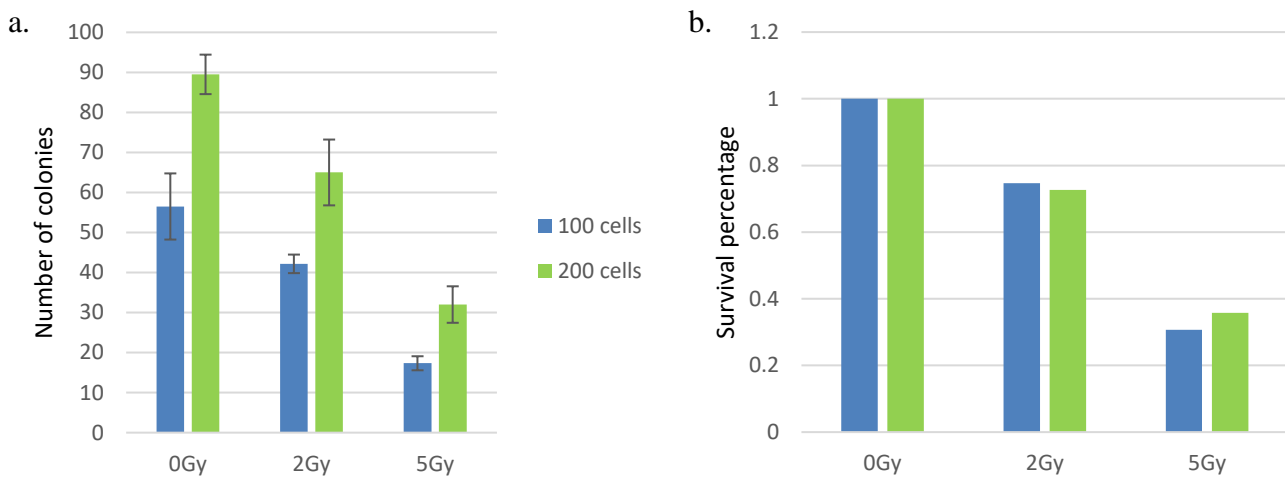 a.
Number of colonies
100
90
80
70
60
50
40
30
20
10
0
0Gy
2Gy
5Gy
100 cells
200 cells
b.
Survival percentage
1.2
1
0.8
0.6
0.4
0.2
0
0Gy
2Gy
5Gy